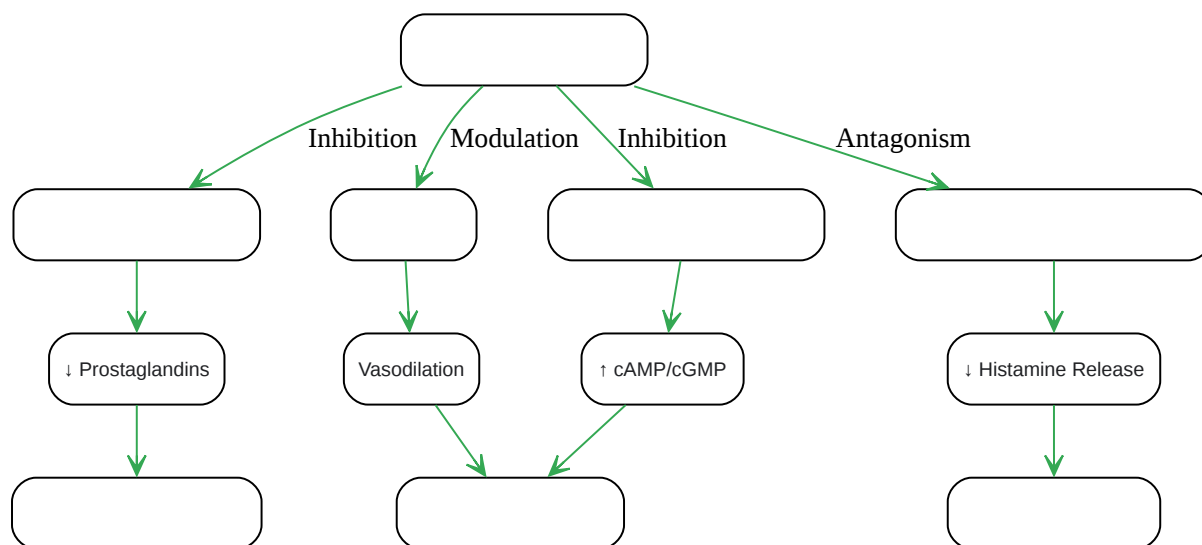 Inhibition
Modulation
Inhibition
Antagonism
↓ Prostaglandins
Vasodilation
↑ cAMP/cGMP
↓ Histamine Release